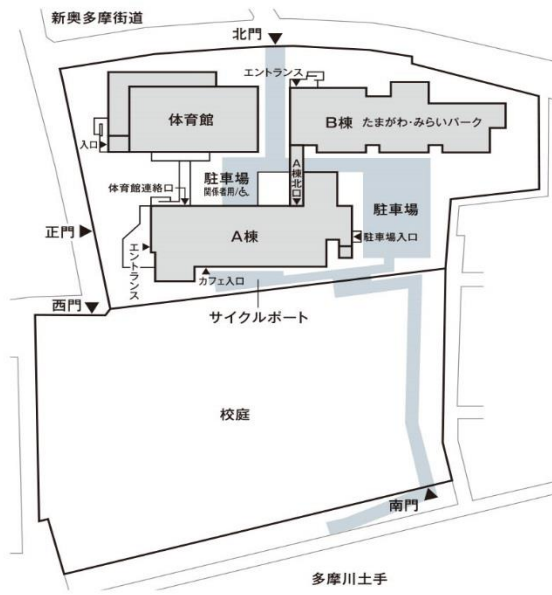 新奥多摩街道
北門
エントランス
体育館
B棟 たまがわ・みらいパーク
入口
A棟北口
体育館連絡口
駐車場
関係者用/
駐車場
正門
A棟
駐車場入口
エントランス
カフェ入口
西門
サイクルポート
校庭
南門
多摩川土手